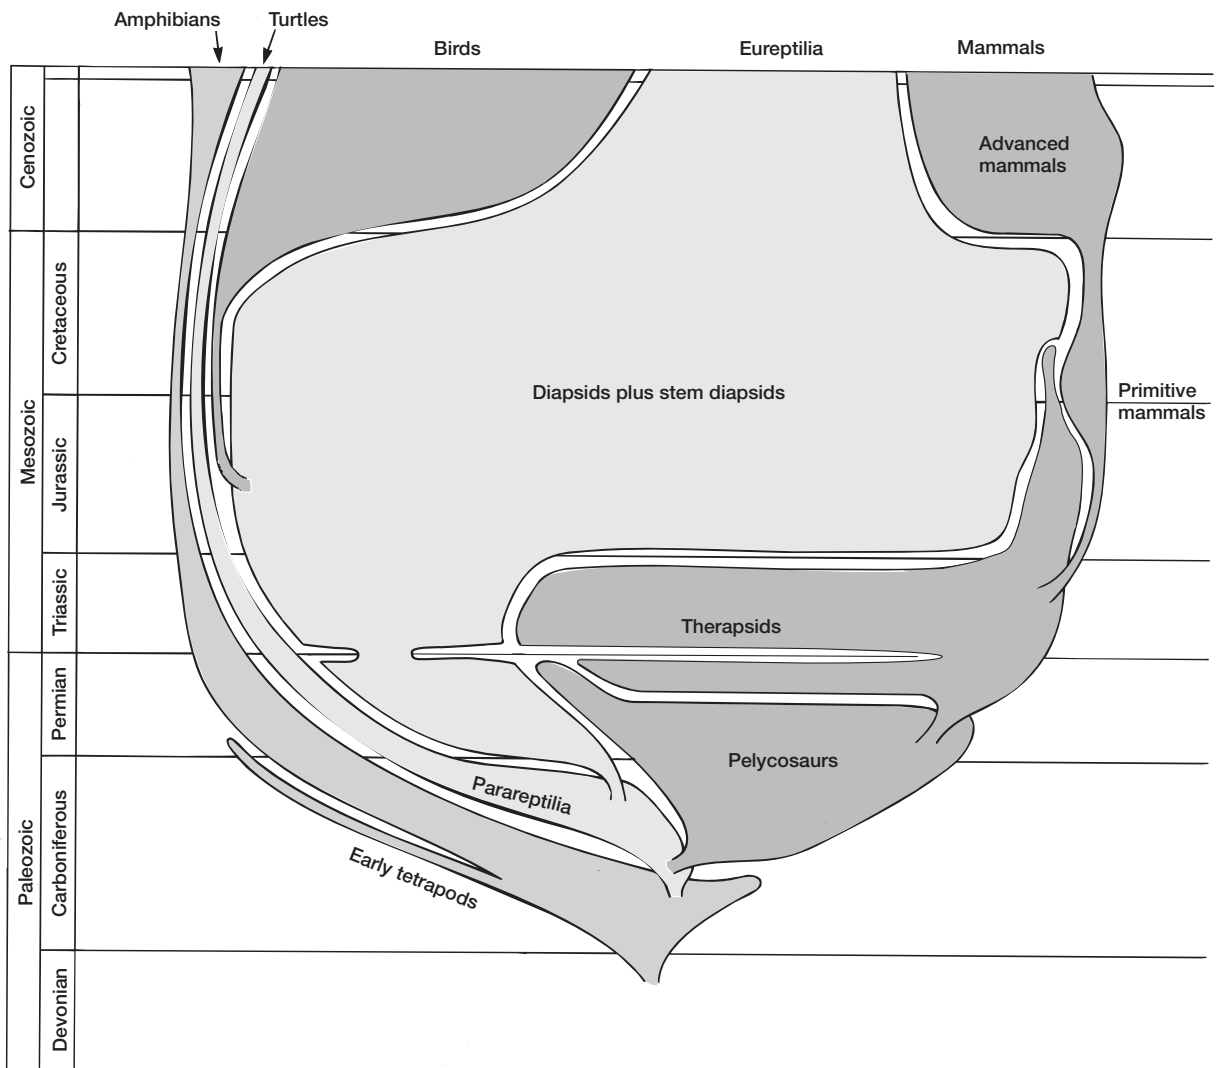 Amphibians
Turtles
Birds
Eureptilia
Mammals
Cenozoic
Advanced
mammals
Mesozoic
Cretaceous
Diapsids plus stem diapsids
Primitive
mammals
Jurassic
Triassic
Therapsids
Paleozoic
Permian
Pelycosaurs
Parareptilia
Carboniferous
Early tetrapods
Devonian